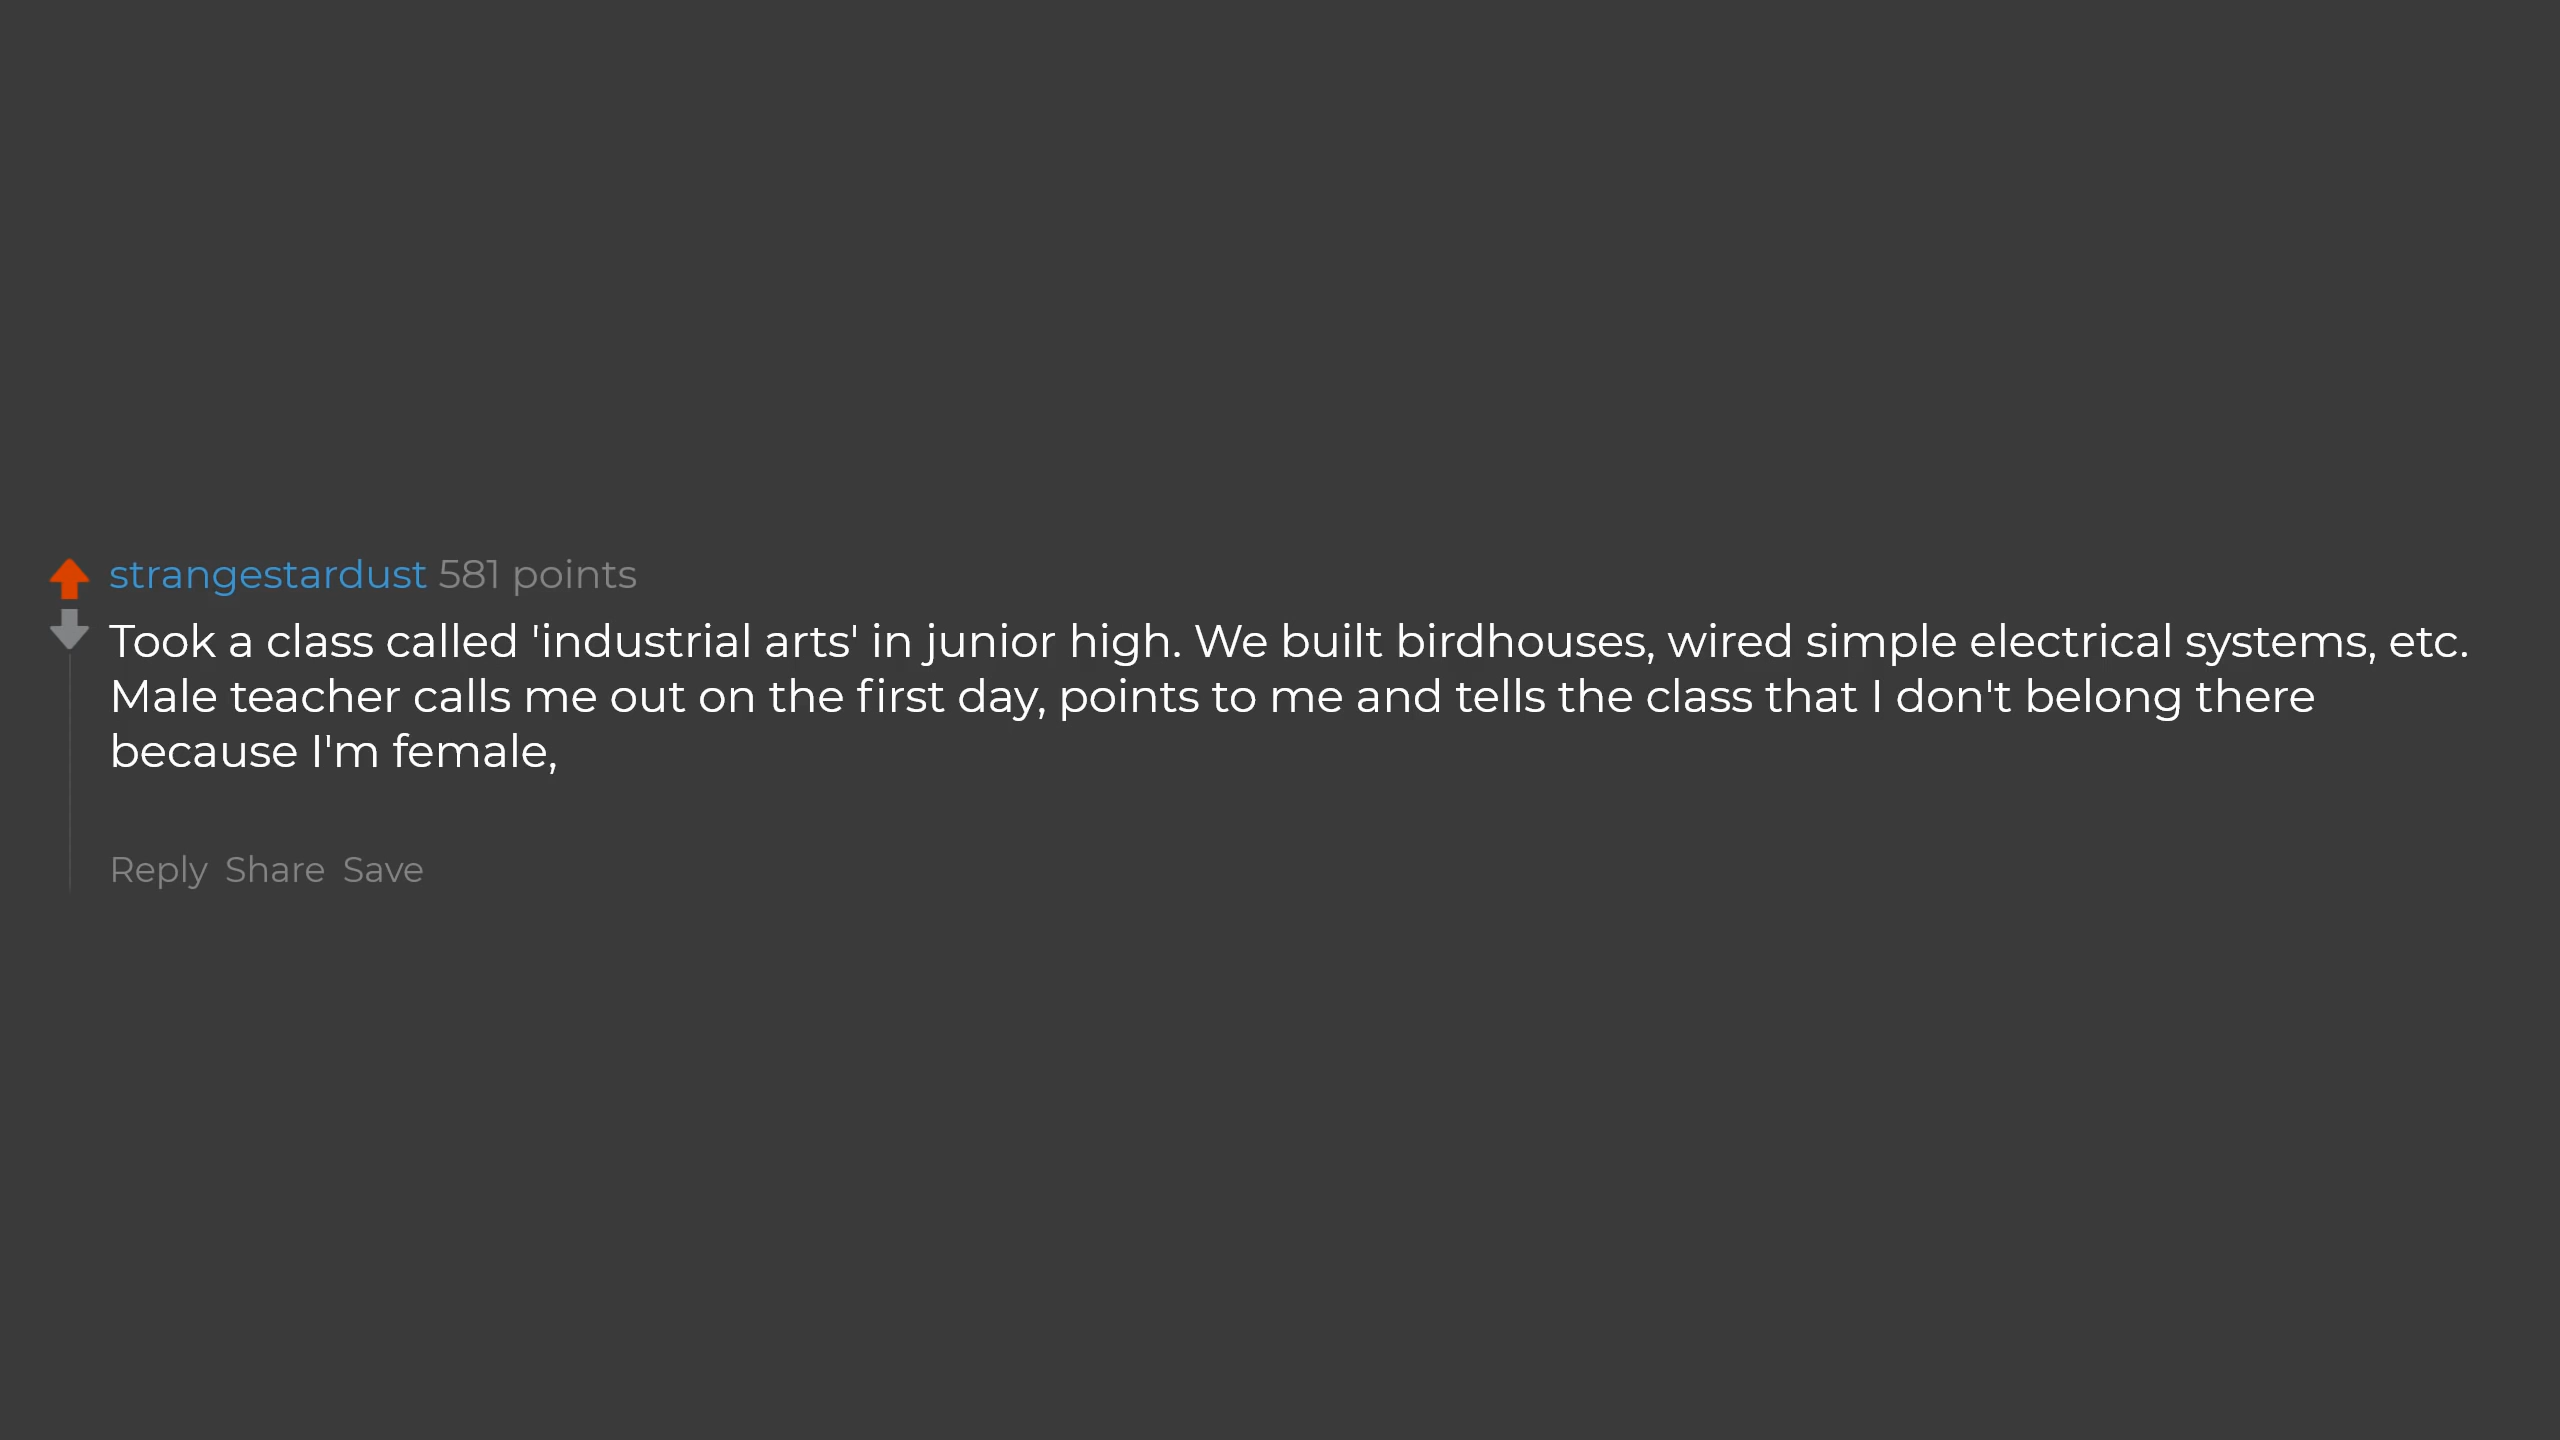 strangestardust 581 points
Took a class called 'industrial arts' in junior high. We built birdhouses, wired simple electrical systems, etc.
Male teacher calls me out on the first day, points to me and tells the class that I don't belong there
because I'm female,
Reply Share Save